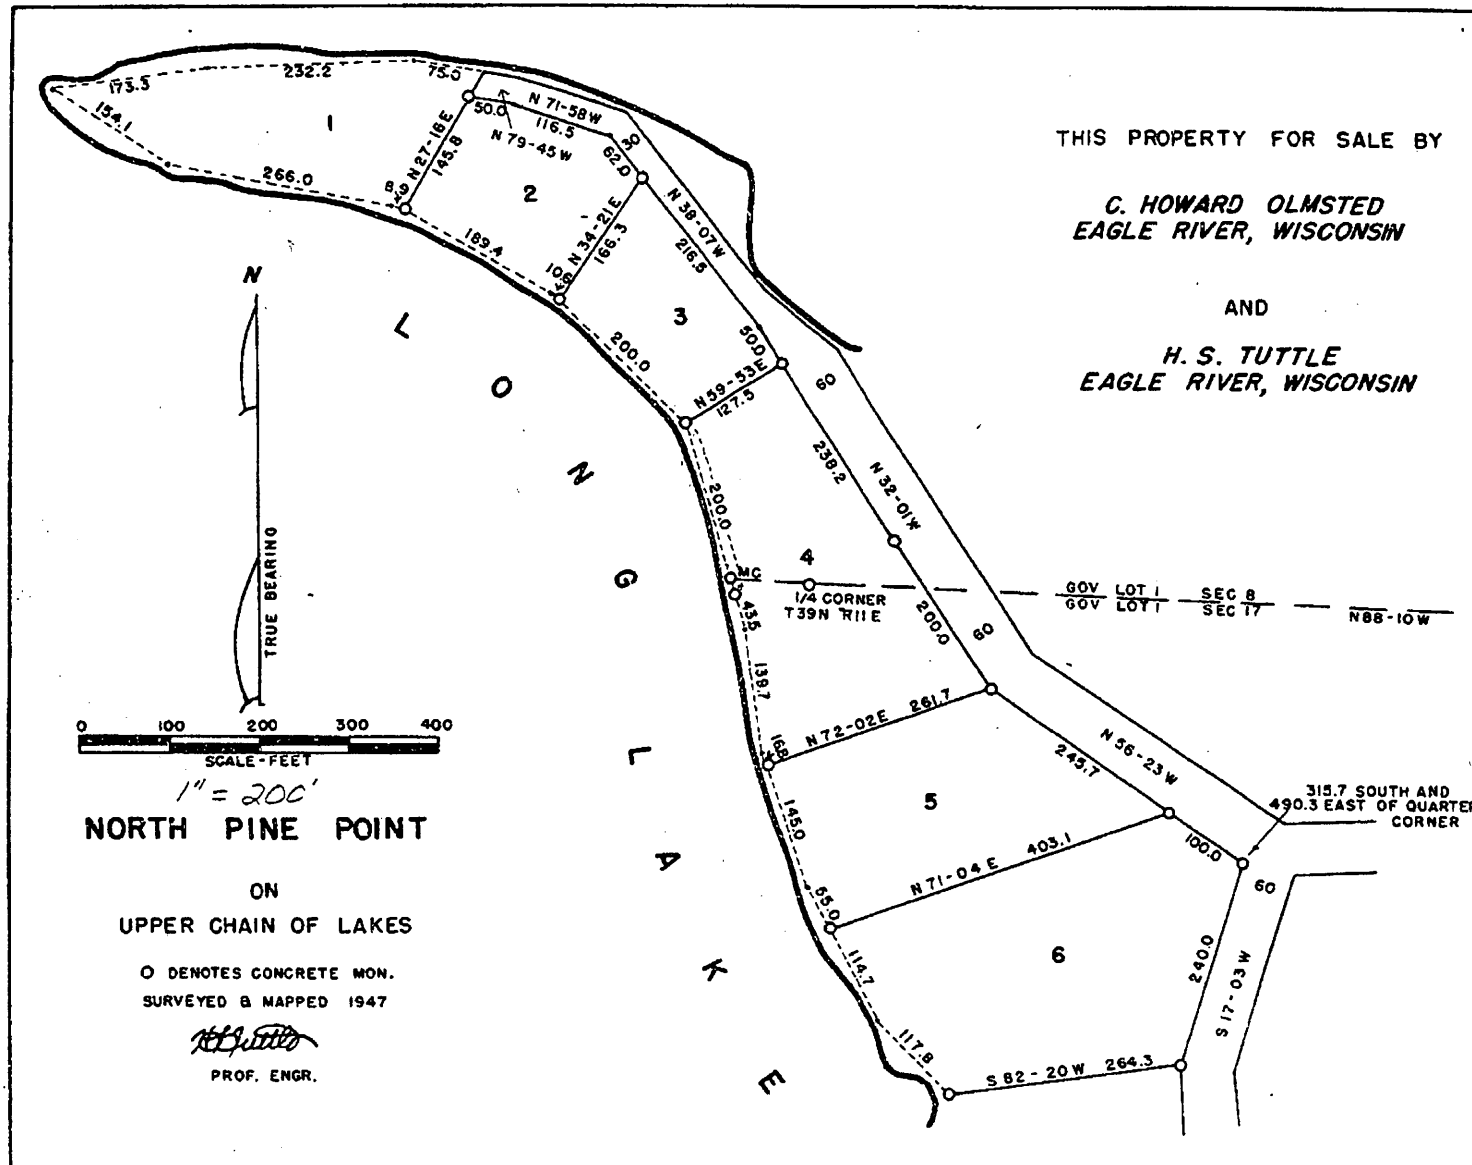 173.3
232.2
75.0
154.1
1
266.0
N 27-16 E
145.8
50.0
N 71-58 W
116.5
N 79-45 W
30
62.0
2
189.4
N 34-21 E
166.3
N 38-07 W
216.5
3
200.0
50.0
N 59-53 E
127.5
60
THIS PROPERTY FOR SALE BY
C. HOWARD OLMSTED
EAGLE RIVER, WISCONSIN
AND
H. S. TUTTLE
EAGLE RIVER, WISCONSIN
N
TRUE BEARING
LONG LAKE
238.2
N 32-01 W
200.0
4
MC
1/4 CORNER
T39N R11E
GOV LOT 1 SEC 8
GOV LOT 1 SEC 17
N88-10W
43.5
200.0
60
139.7
16.8
N 72-02 E 261.7
N 56-23 W
245.7
5
145.0
315.7 SOUTH AND
490.3 EAST OF QUARTER
CORNER
N 71-04 E 403.1
100.0
60
55.0
6
240.0
S 17-03 W
114.7
117.8
S 82-20 W 264.3
0 100 200 300 400
SCALE-FEET
1" = 200'
NORTH PINE POINT
ON
UPPER CHAIN OF LAKES
O DENOTES CONCRETE MON.
SURVEYED & MAPPED 1947
PROF. ENGR.